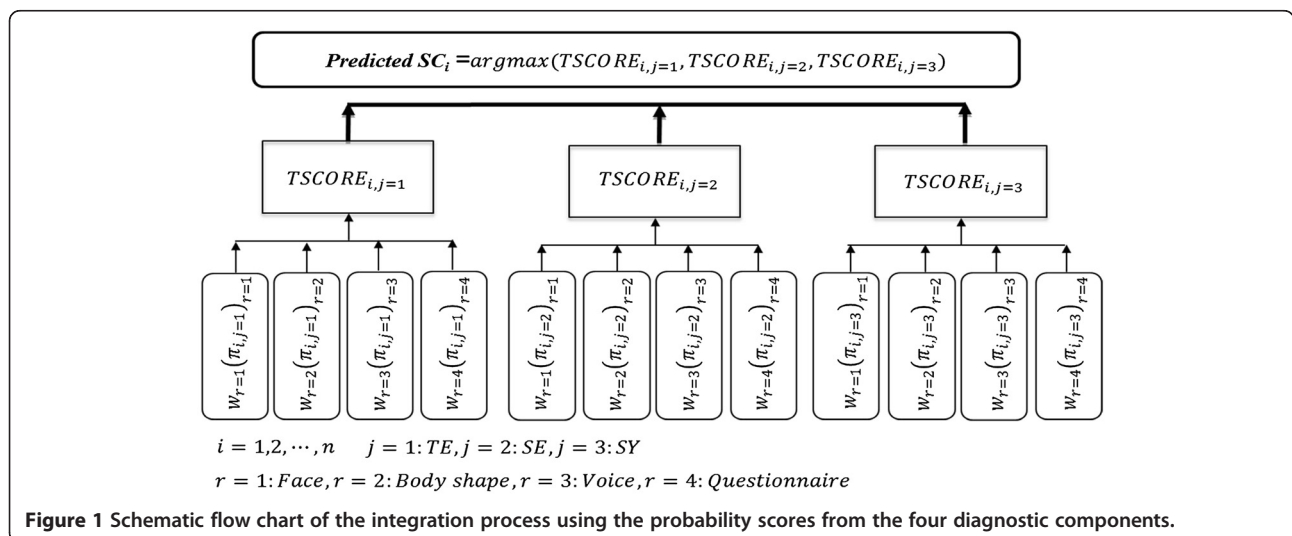 Predicted SC_i =argmax(TSCORE_{i,j=1}, TSCORE_{i,j=2}, TSCORE_{i,j=3})
TSCORE_{i,j=1}
TSCORE_{i,j=2}
TSCORE_{i,j=3}
w_{r=1}(π_{i,j=1})_{r=1}
w_{r=2}(π_{i,j=1})_{r=2}
w_{r=3}(π_{i,j=1})_{r=3}
w_{r=4}(π_{i,j=1})_{r=4}
w_{r=1}(π_{i,j=2})_{r=1}
w_{r=2}(π_{i,j=2})_{r=2}
w_{r=3}(π_{i,j=2})_{r=3}
w_{r=4}(π_{i,j=2})_{r=4}
w_{r=1}(π_{i,j=3})_{r=1}
w_{r=2}(π_{i,j=3})_{r=2}
w_{r=3}(π_{i,j=3})_{r=3}
w_{r=4}(π_{i,j=3})_{r=4}
i = 1,2, ⋯ , n j = 1: TE, j = 2: SE, j = 3: SY
r = 1: Face, r = 2: Body shape, r = 3: Voice, r = 4: Questionnaire
Figure 1 Schematic flow chart of the integration process using the probability scores from the four diagnostic components.